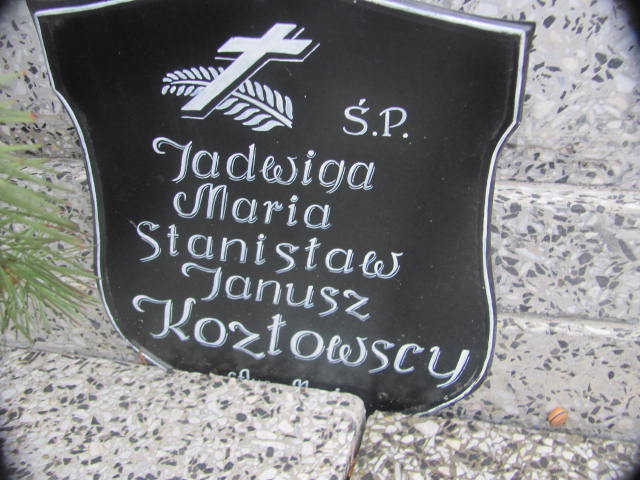 Ś.P.
Jadwiga
Maria
Stanisław
Janusz
Kozłowscy